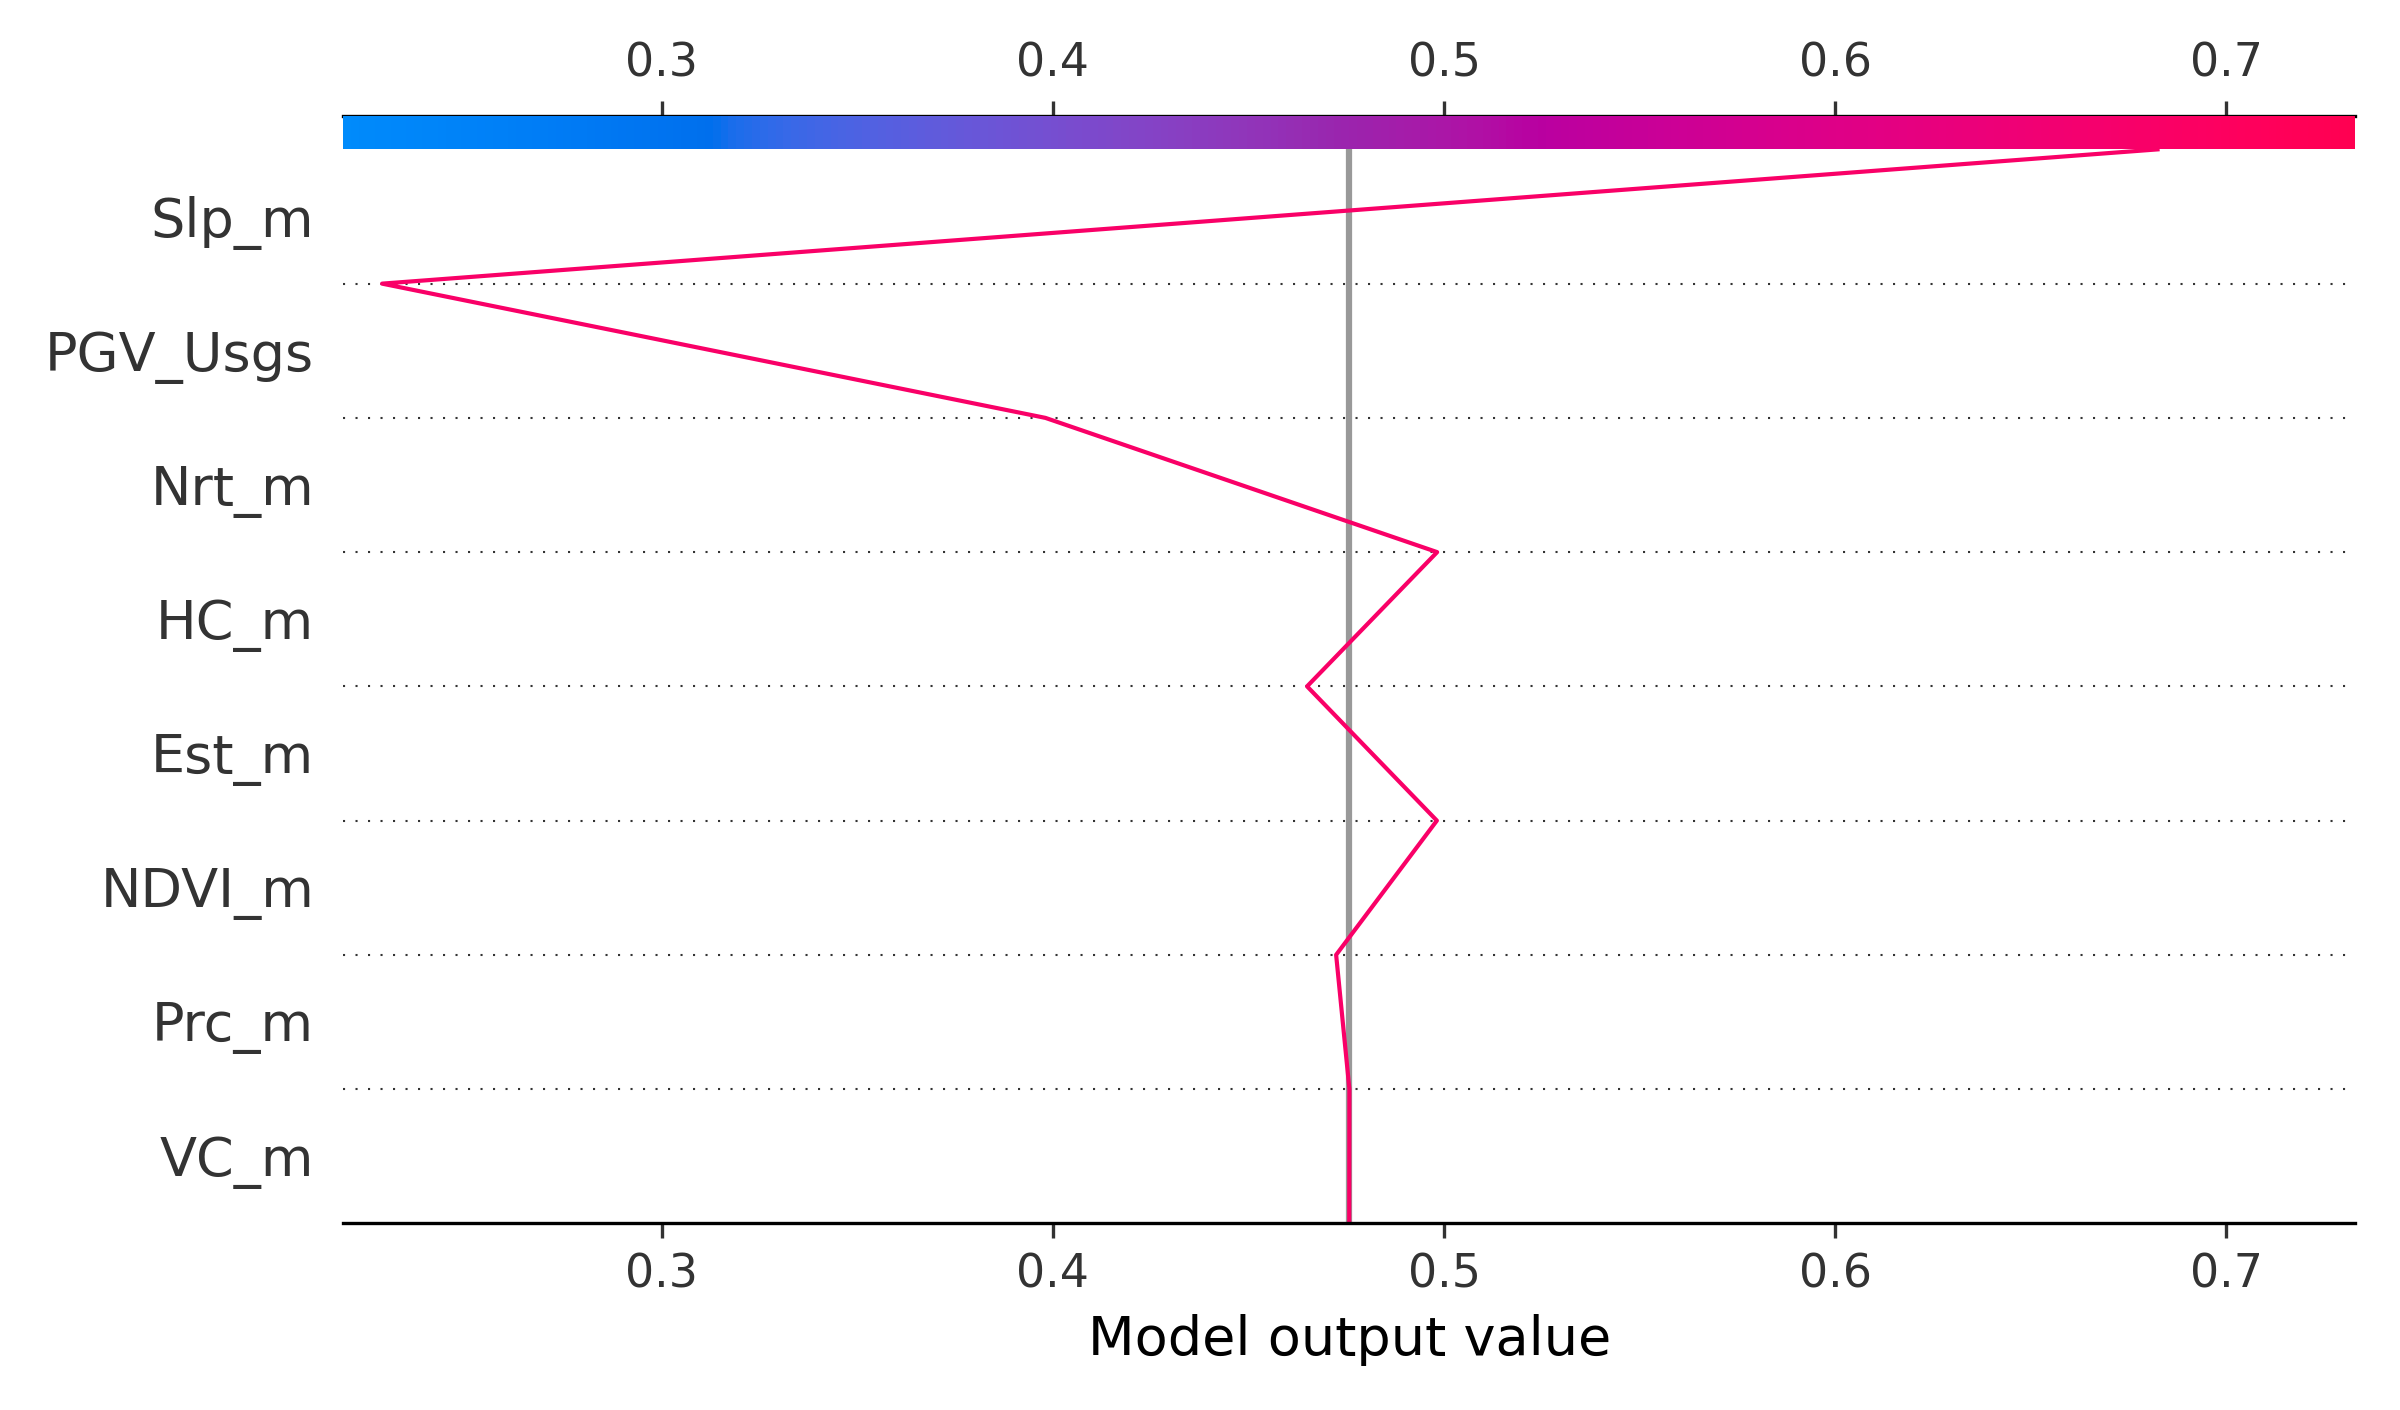 0.3 0.4 0.5 0.6 0.7
Slp_m
PGV_Usgs
Nrt_m
HC_m
Est_m
NDVI_m
Prc_m
VC_m
0.3 0.4 0.5 0.6 0.7
Model output value